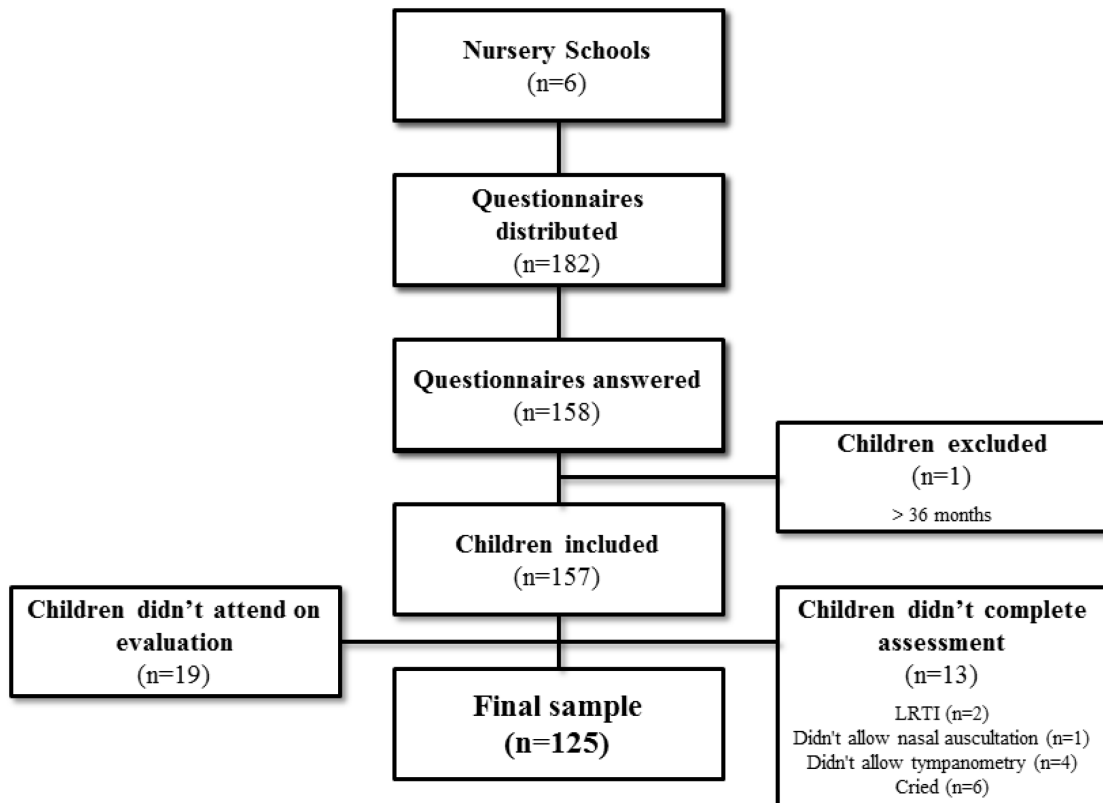 Nursery Schools
(n=6)
Questionnaires
distributed
(n=182)
Questionnaires answered
(n=158)
Children excluded
(n=1)
> 36 months
Children included
(n=157)
Children didn’t attend on
evaluation
(n=19)
Children didn’t complete
assessment
(n=13)
LRTI (n=2)
Didn't allow nasal auscultation (n=1)
Didn't allow tympanometry (n=4)
Cried (n=6)
Final sample
(n=125)